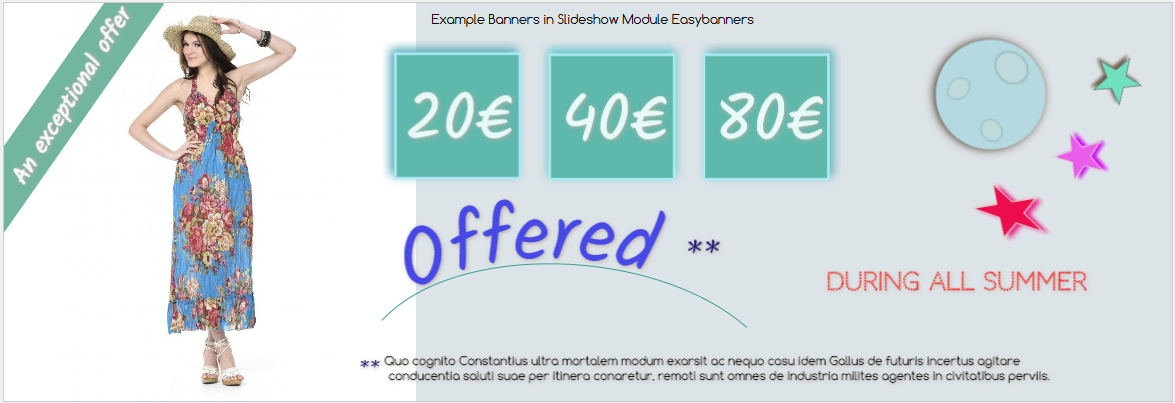 An exceptional offer
Example Banners in Slideshow Module Easybanners
20€ 40€ 80€
Offered **
DURING ALL SUMMER
** Quo cognito Constantius ultra mortalem modum exarsit ac nequo casu idem Gallus de futuris incertus agitare
conducentia saluti suae per itinera conaretur, remoti sunt omnes de industria milites agentes in civitatibus perviis.